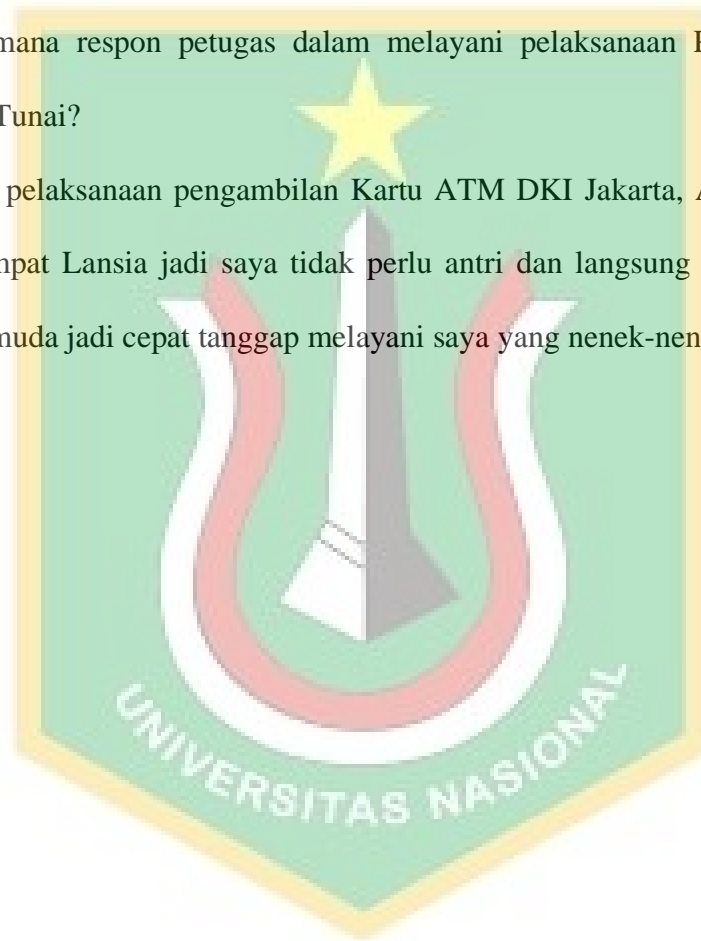 mana respon petugas dalam melayani pelaksanaan
Tunai?
pelaksanaan pengambilan Kartu ATM DKI Jakarta,
mpat Lansia jadi saya tidak perlu antri dan langsung
muda jadi cepat tanggap melayani saya yang nenek-nen
UNIVERSITAS NASIONAL